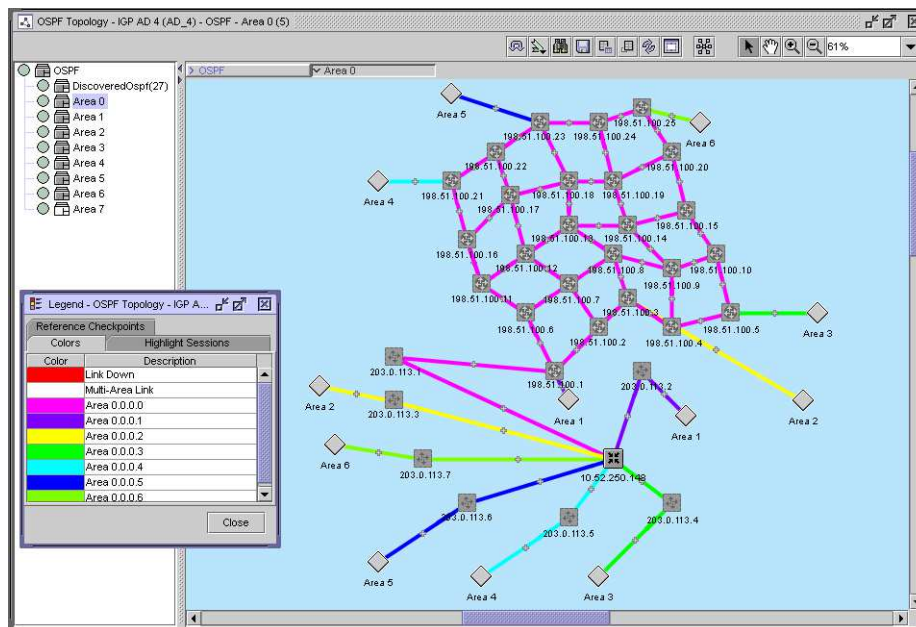 OSPF Topology - IGP AD 4 (AD_4) - OSPF - Area 0 (5)
61%
OSPF
DiscoveredOspf(27)
Area 0
Area 1
Area 2
Area 3
Area 4
Area 5
Area 6
Area 7
> OSPF
Area 0
Area 5
198.51.100.25
198.51.100.23
198.51.100.24
Area 6
198.51.100.22
198.51.100.20
198.51.100.21
198.51.100.18
198.51.100.19
Area 4
198.51.100.17
198.51.100.15
198.51.100.13
198.51.100.14
198.51.100.16
198.51.100.12
198.51.100.8
198.51.100.10
198.51.100.9
198.51.100.11
198.51.100.7
198.51.100.3
198.51.100.6
198.51.100.2
198.51.100.4
198.51.100.5
Area 3
203.0.113.1
198.51.100.1
203.0.113.2
Area 2
203.0.113.3
Area 1
Area 1
Area 2
Area 6
203.0.113.7
10.52.250.148
203.0.113.6
203.0.113.5
203.0.113.4
Area 5
Area 4
Area 3
Legend - OSPF Topology - IGP A...
Reference Checkpoints
Colors
Highlight Sessions
Color Description
Link Down
Multi-Area Link
Area 0.0.0.0
Area 0.0.0.1
Area 0.0.0.2
Area 0.0.0.3
Area 0.0.0.4
Area 0.0.0.5
Area 0.0.0.6
Close